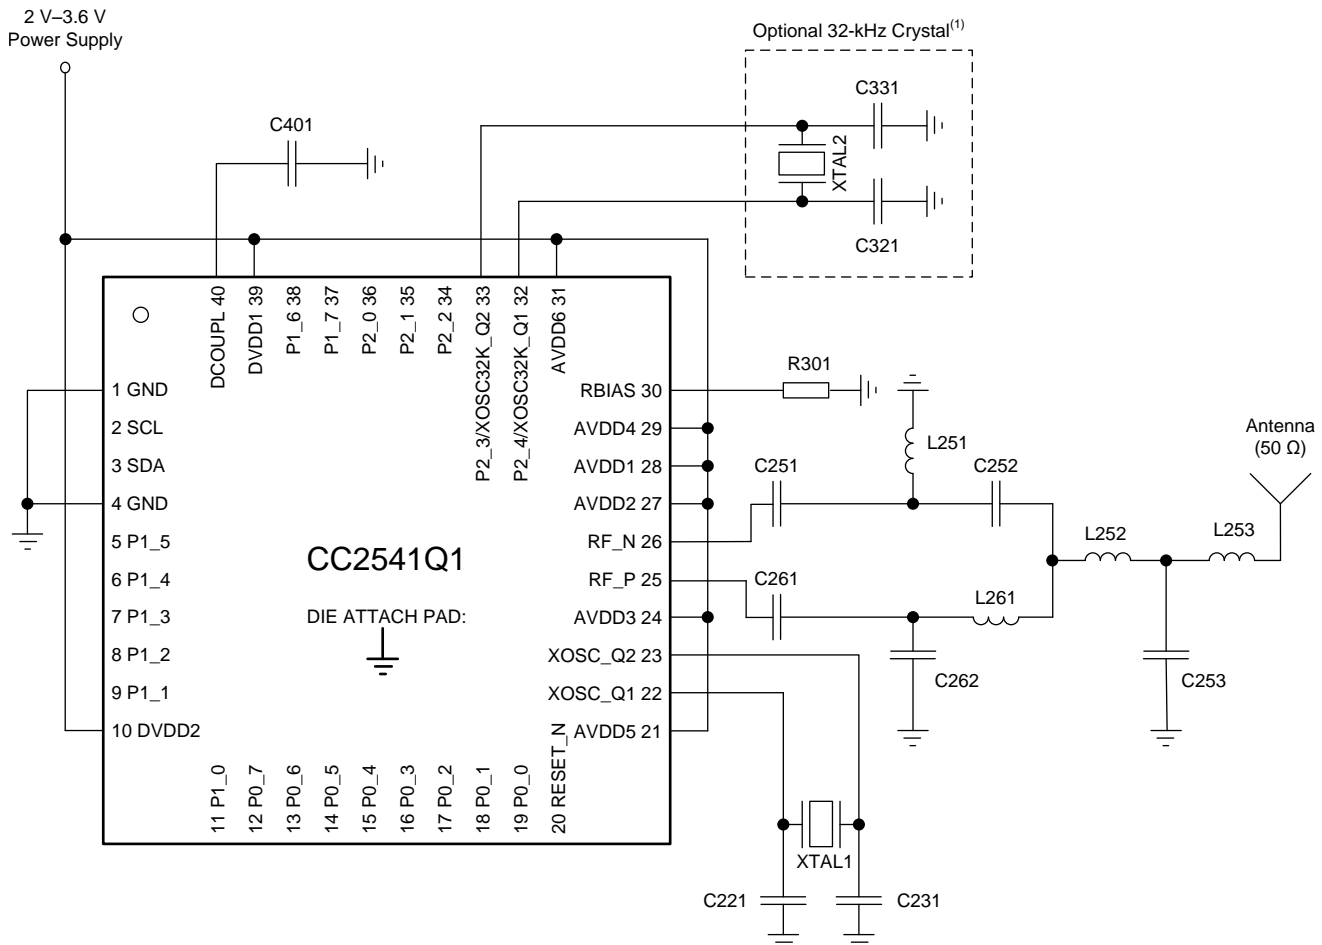 2 V–3.6 V
Power Supply
Optional 32-kHz Crystal(1)
C331
C401
XTAL2
C321
DCOUPL 40
DVDD1 39
P1_6 38
P1_7 37
P2_0 36
P2_1 35
P2_2 34
P2_3/XOSC32K_Q2 33
P2_4/XOSC32K_Q1 32
AVDD6 31
1 GND
2 SCL
3 SDA
4 GND
5 P1_5
6 P1_4
7 P1_3
8 P1_2
9 P1_1
10 DVDD2
CC2541Q1
DIE ATTACH PAD:
RBIAS 30
AVDD4 29
AVDD1 28
AVDD2 27
RF_N 26
RF_P 25
AVDD3 24
XOSC_Q2 23
XOSC_Q1 22
AVDD5 21
11 P1_0
12 P0_7
13 P0_6
14 P0_5
15 P0_4
16 P0_3
17 P0_2
18 P0_1
19 P0_0
20 RESET_N
R301
L251
C251
C252
Antenna
(50 Ω)
L252
L253
C261
L261
C262
C253
XTAL1
C221
C231